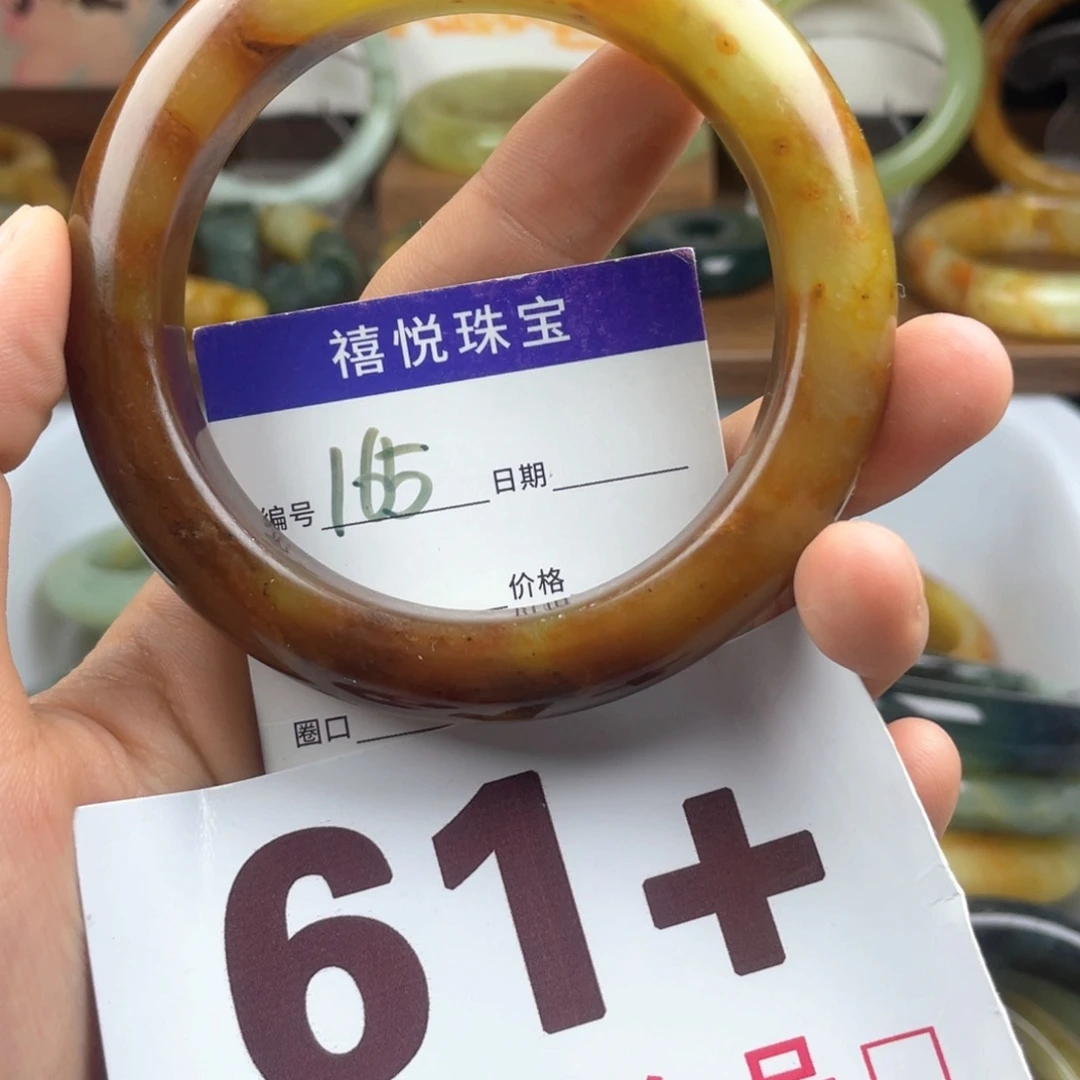 禧悦珠宝
编号 165 日期
价格
圈口
61+